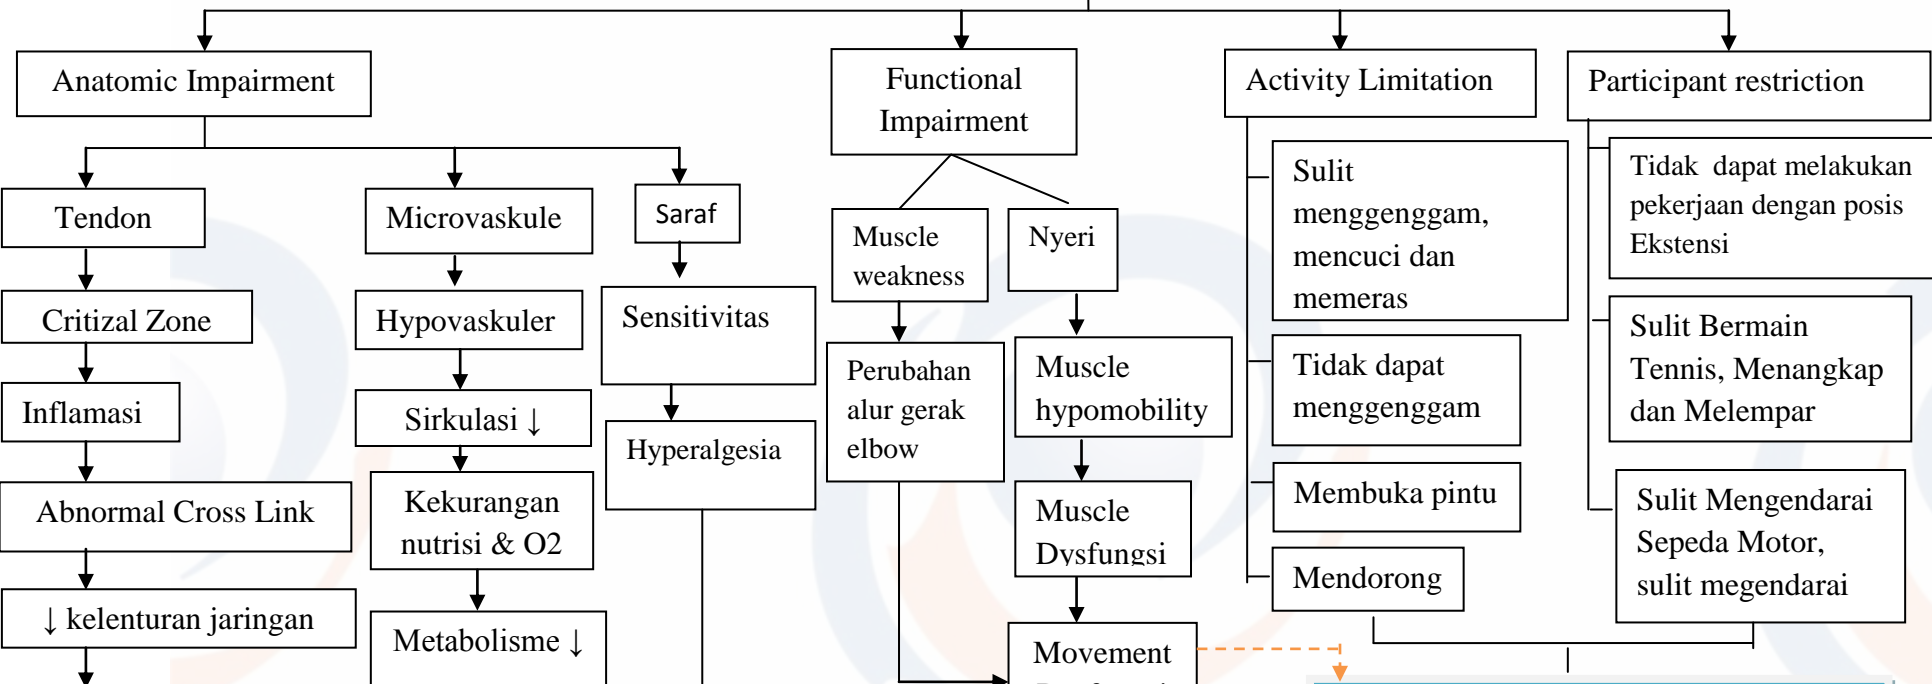 Anatomic Impairment
Functional
Impairment
Activity Limitation
Participant restriction
Tendon
Critizal Zone
Inflamasi
Abnormal Cross Link
↓ kelenturan jaringan
Microvaskule
Hypovaskuler
Sirkulasi ↓
Kekurangan
nutrisi & O2
Metabolisme ↓
Saraf
Sensitivitas
Hyperalgesia
Muscle
weakness
Perubahan
alur gerak
elbow
Nyeri
Muscle
hypomobility
Muscle
Dysfungsi
Movement
Sulit
menggenggam,
mencuci dan
memeras
Tidak dapat
menggenggam
Membuka pintu
Mendorong
Tidak dapat melakukan
pekerjaan dengan posis
Ekstensi
Sulit Bermain
Tennis, Menangkap
dan Melempar
Sulit Mengendarai
Sepeda Motor,
sulit megendarai